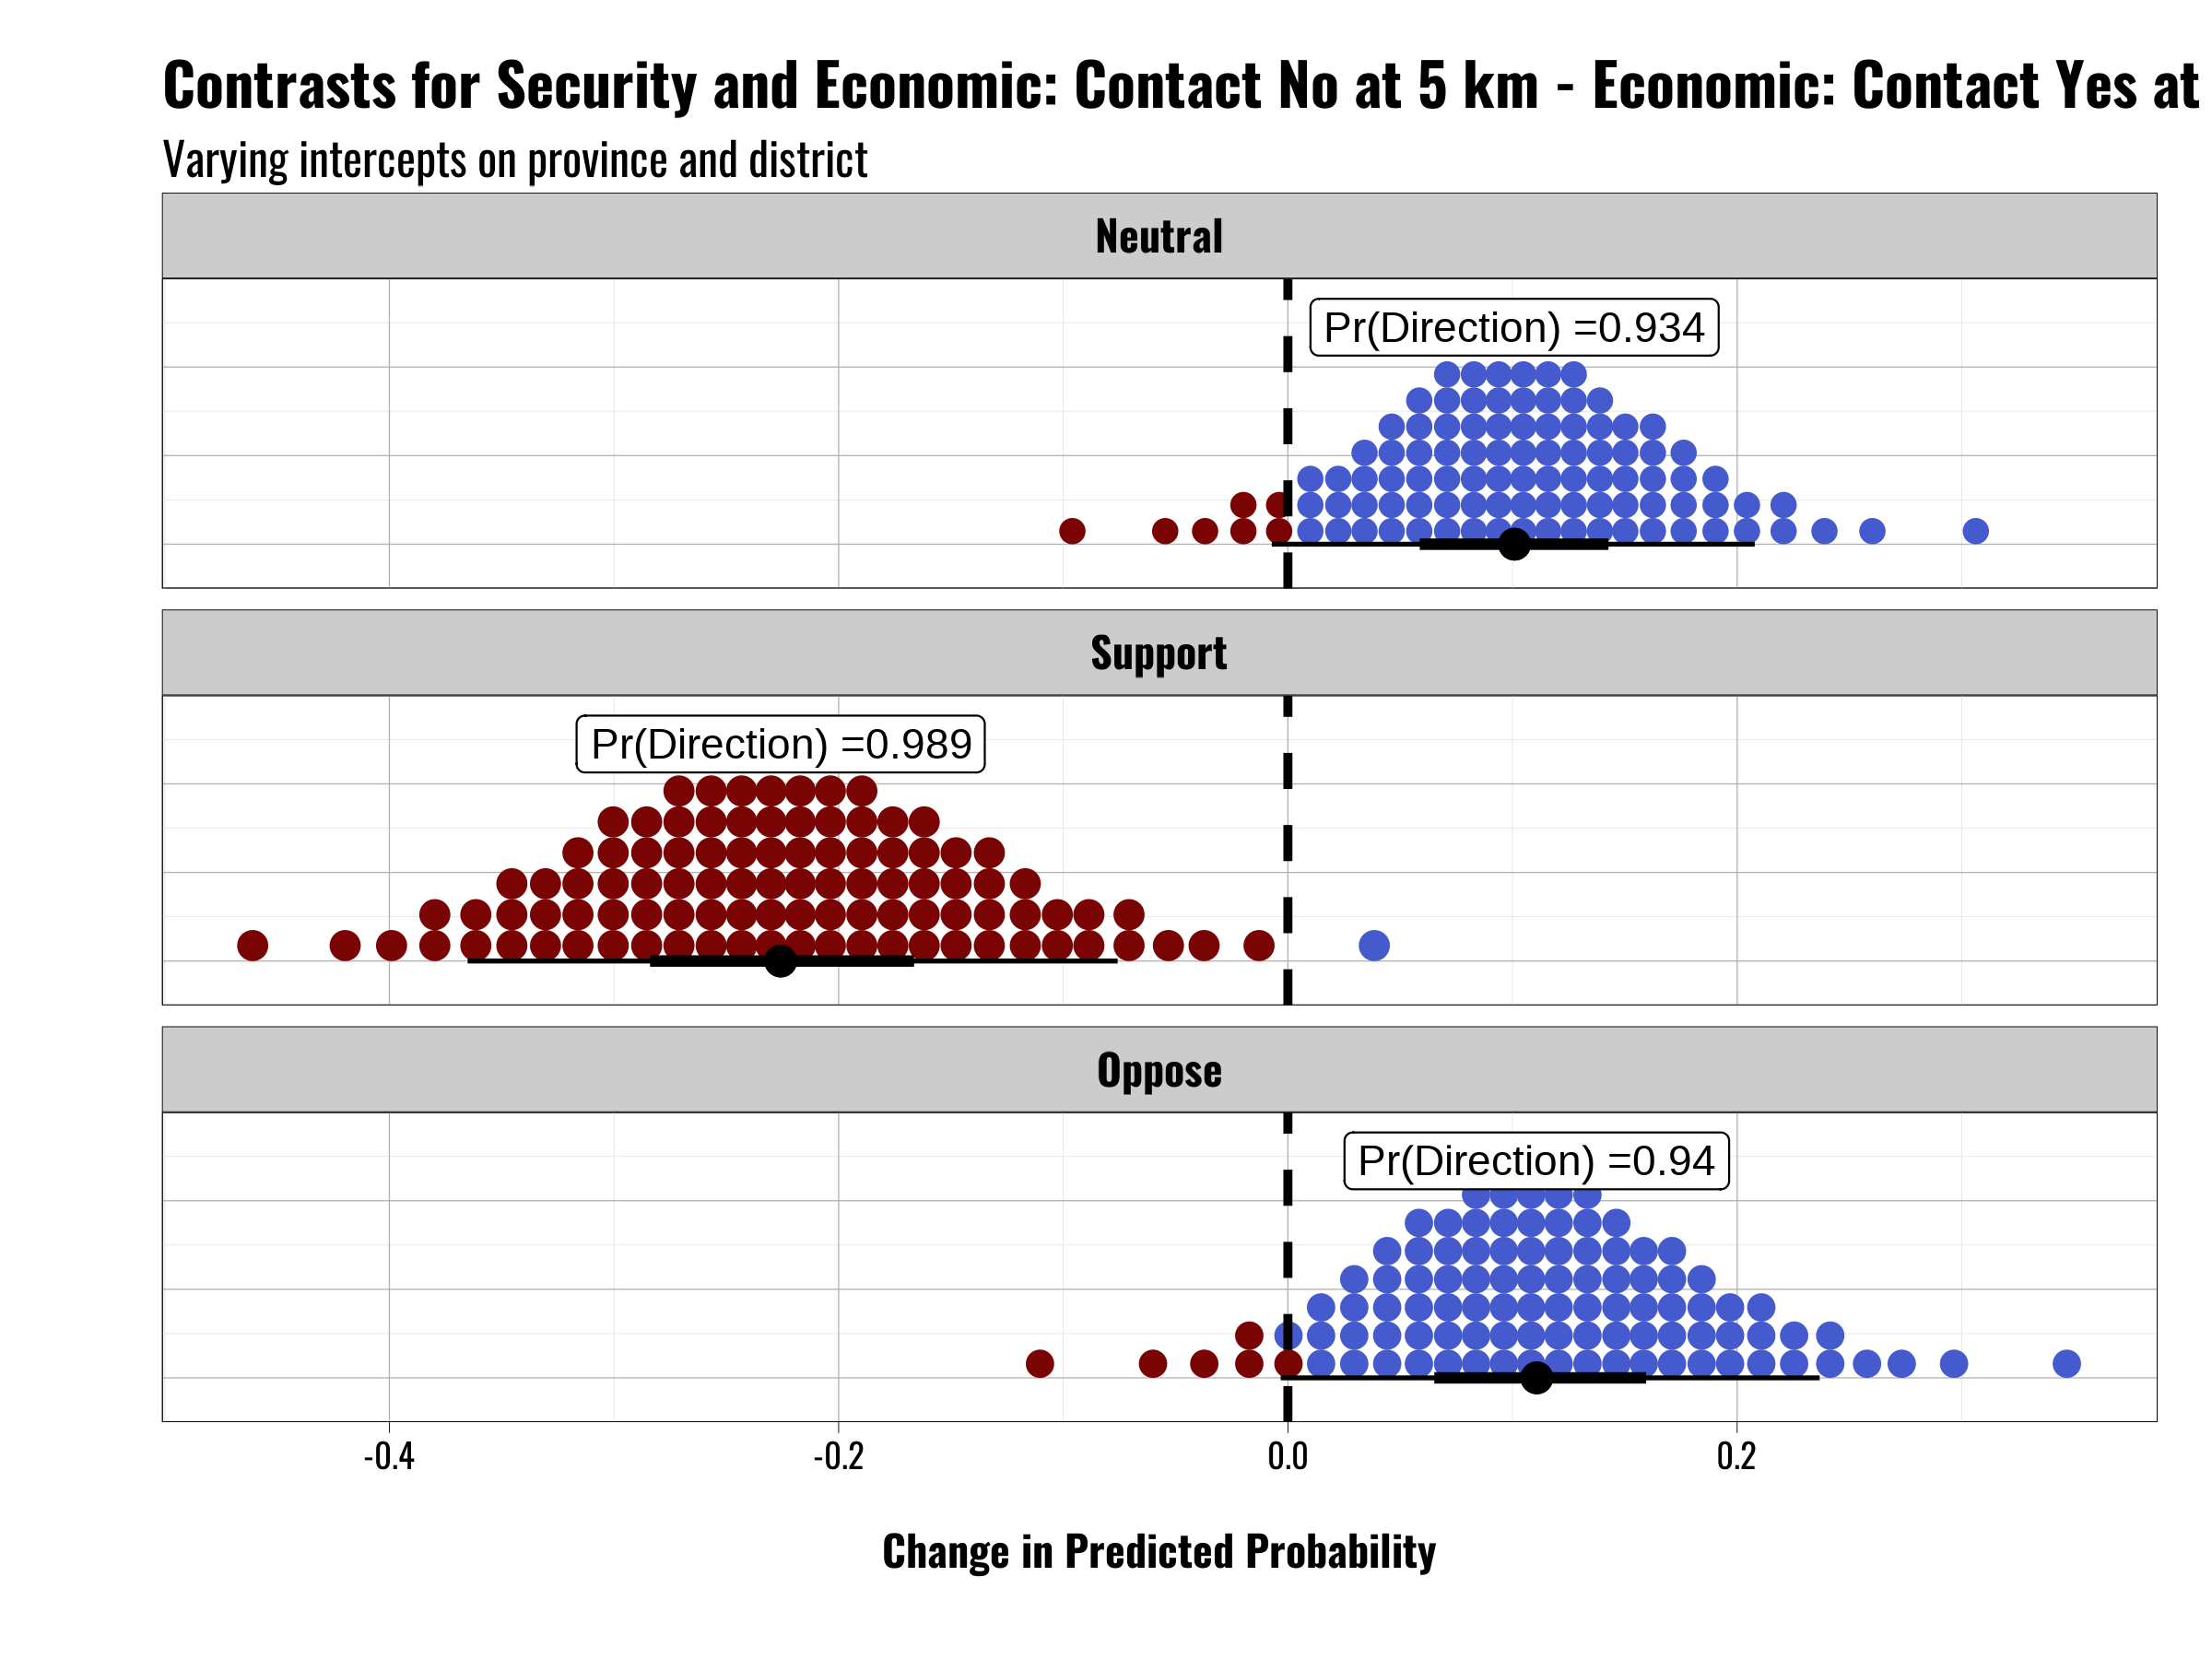 Contrasts for Security and Economic: Contact No at 5 km - Economic: Contact Yes at
Varying intercepts on province and district
Neutral
Pr(Direction) =0.934
Support
Pr(Direction) =0.989
Oppose
Pr(Direction) =0.94
-0.4 -0.2 0.0 0.2
Change in Predicted Probability